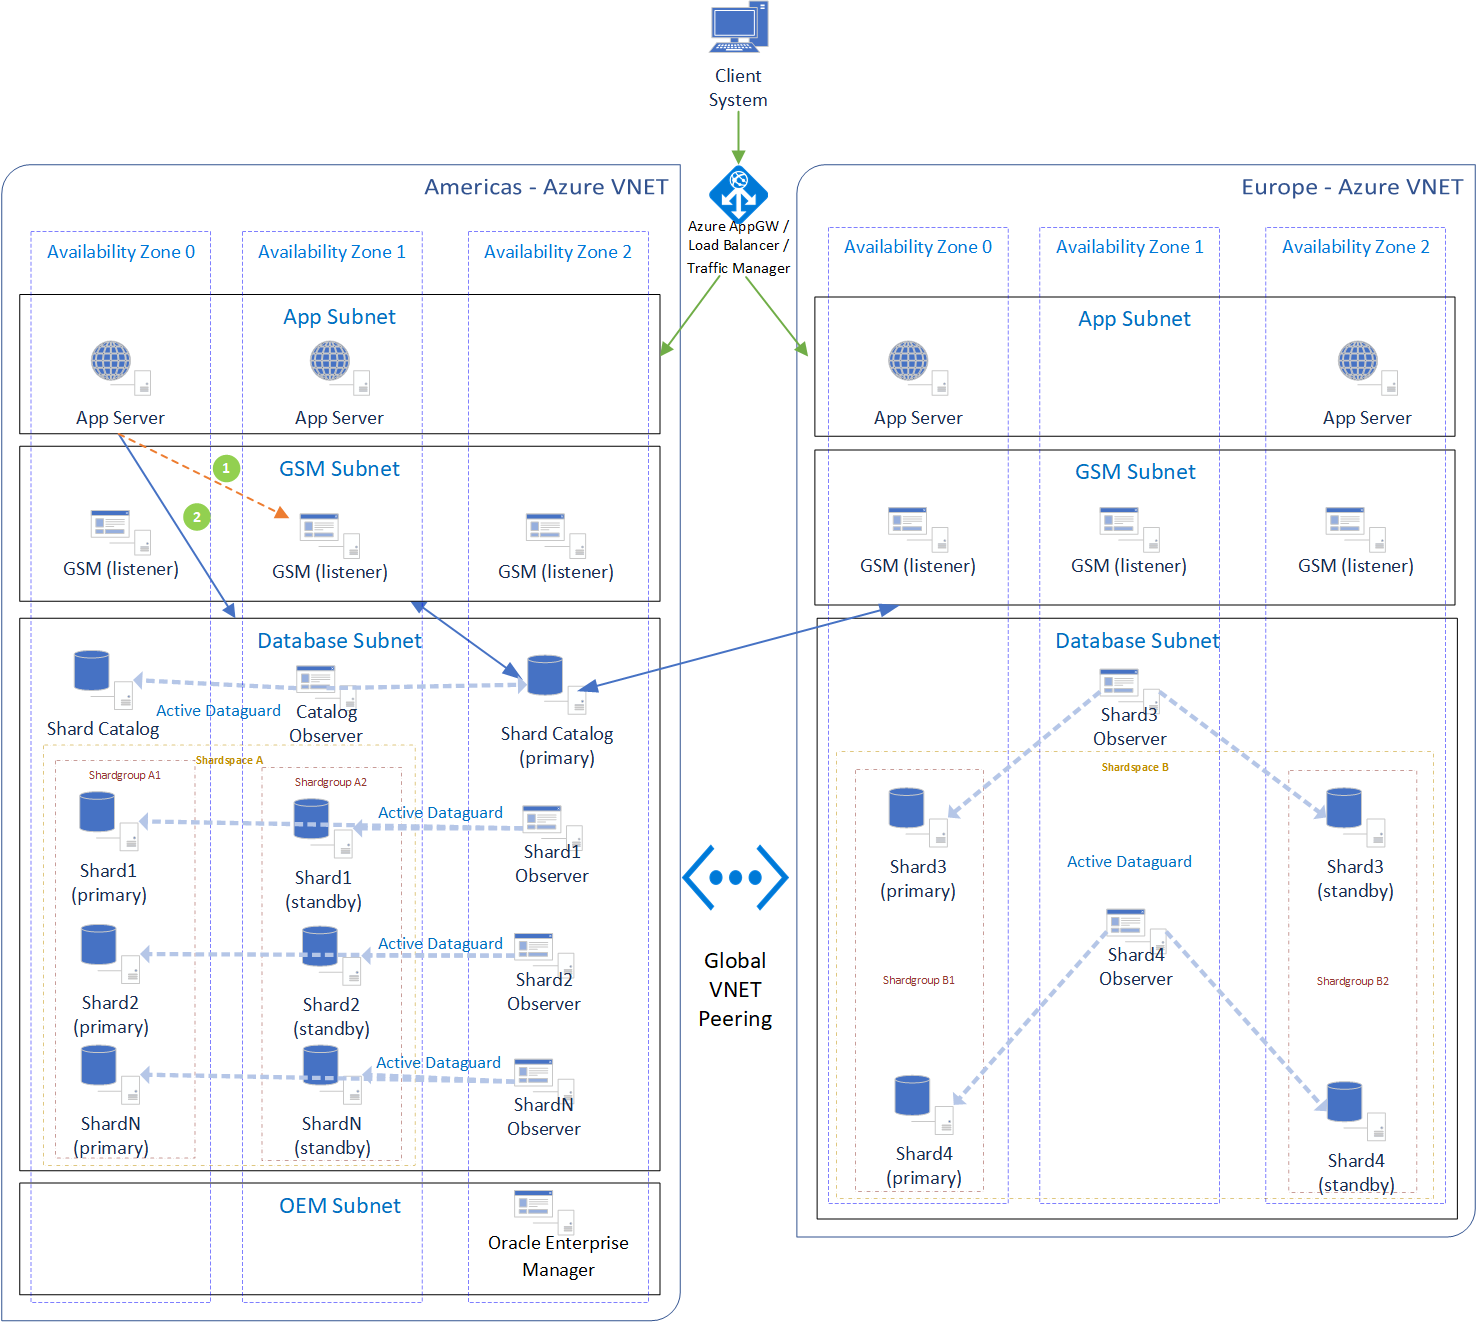 Client
System
Azure AppGW /
Load Balancer /
Traffic Manager
Americas - Azure VNET
Availability Zone 0
Availability Zone 1
Availability Zone 2
App Subnet
App Server
App Server
1
2
GSM Subnet
GSM (listener)
GSM (listener)
GSM (listener)
Database Subnet
Shard Catalog
Active Dataguard
Catalog
Observer
Shard Catalog
(primary)
Shardspace A
Shardgroup A1
Shardgroup A2
Shard1
(primary)
Shard1
(standby)
Active Dataguard
Shard1
Observer
Shard2
(primary)
Shard2
(standby)
Active Dataguard
Shard2
Observer
ShardN
(primary)
ShardN
(standby)
Active Dataguard
ShardN
Observer
OEM Subnet
Oracle Enterprise
Manager
Global
VNET
Peering
Europe - Azure VNET
Availability Zone 0
Availability Zone 1
Availability Zone 2
App Subnet
App Server
App Server
GSM Subnet
GSM (listener)
GSM (listener)
GSM (listener)
Database Subnet
Shard3
Observer
Shardspace B
Shard3
(primary)
Active Dataguard
Shard3
(standby)
Shard4
Observer
Shardgroup B1
Shardgroup B2
Shard4
(primary)
Shard4
(standby)